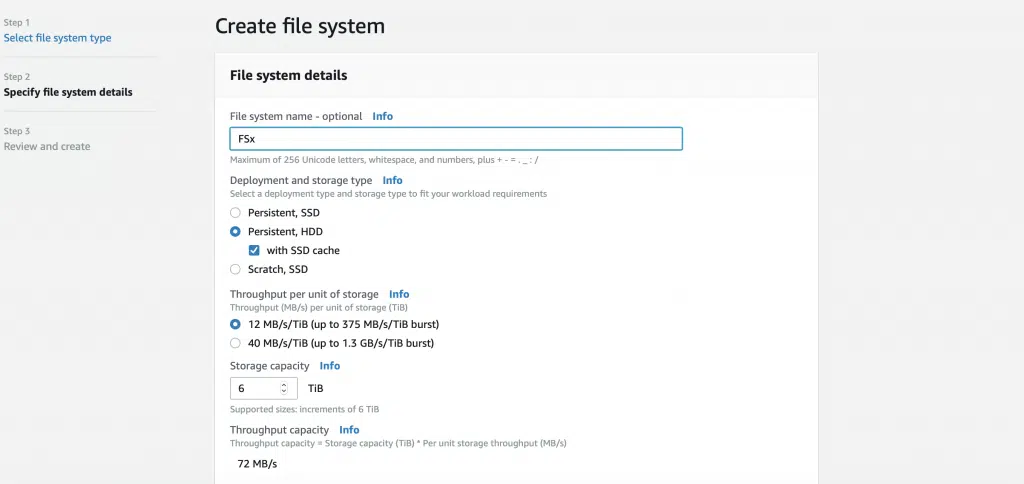 Step 1
Select file system type
Step 2
Specify file system details
Step 3
Review and create
Create file system
File system details
File system name - optional Info
FSx
Maximum of 256 Unicode letters, whitespace, and numbers, plus + - = . _ : /
Deployment and storage type Info
Select a deployment type and storage type to fit your workload requirements
Persistent, SSD
Persistent, HDD
with SSD cache
Scratch, SSD
Throughput per unit of storage Info
Throughput (MB/s) per unit of storage (TiB)
12 MB/s/TiB (up to 375 MB/s/TiB burst)
40 MB/s/TiB (up to 1.3 GB/s/TiB burst)
Storage capacity Info
6 TiB
Supported sizes: increments of 6 TiB
Throughput capacity Info
Throughput capacity = Storage capacity (TiB) * Per unit storage throughput (MB/s)
72 MB/s